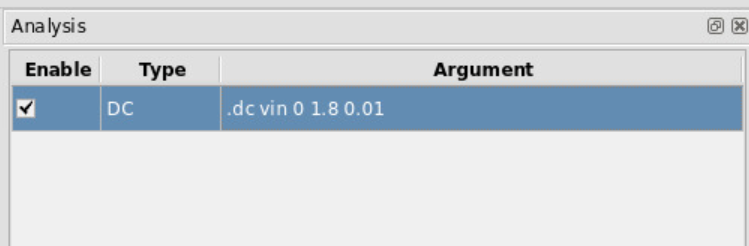 Analysis
Enable Type Argument
DC .dc vin 0 1.8 0.01